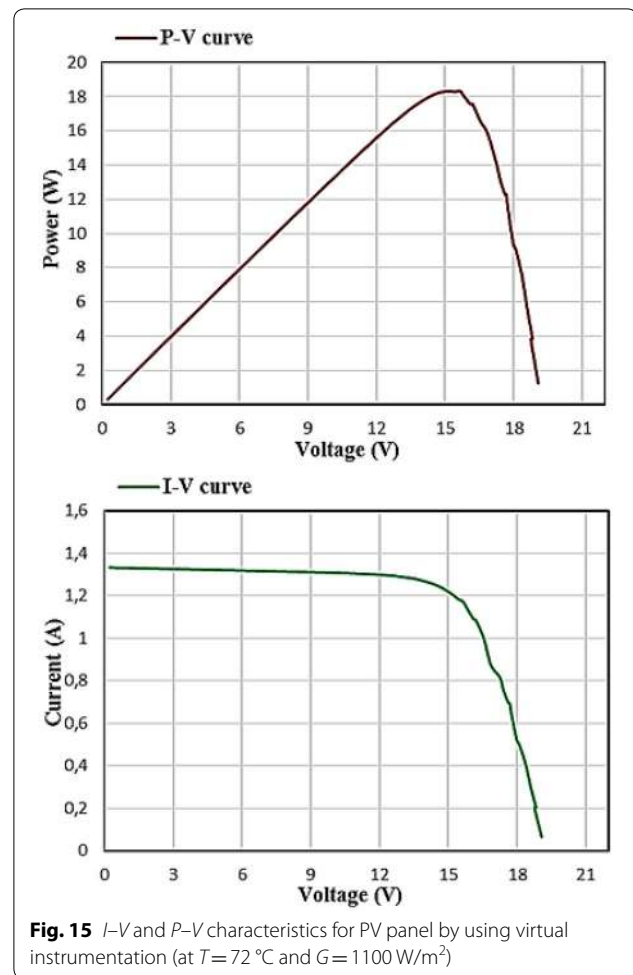 P-V curve
20
18
16
14
12
10
8
6
4
2
0
Power (W)
0 3 6 9 12 15 18 21
Voltage (V)
I-V curve
1,6
1,4
1,2
1
0,8
0,6
0,4
0,2
0
Current (A)
0 3 6 9 12 15 18 21
Voltage (V)
Fig. 15 I–V and P–V characteristics for PV panel by using virtual
instrumentation (at T = 72 °C and G = 1100 W/m²)